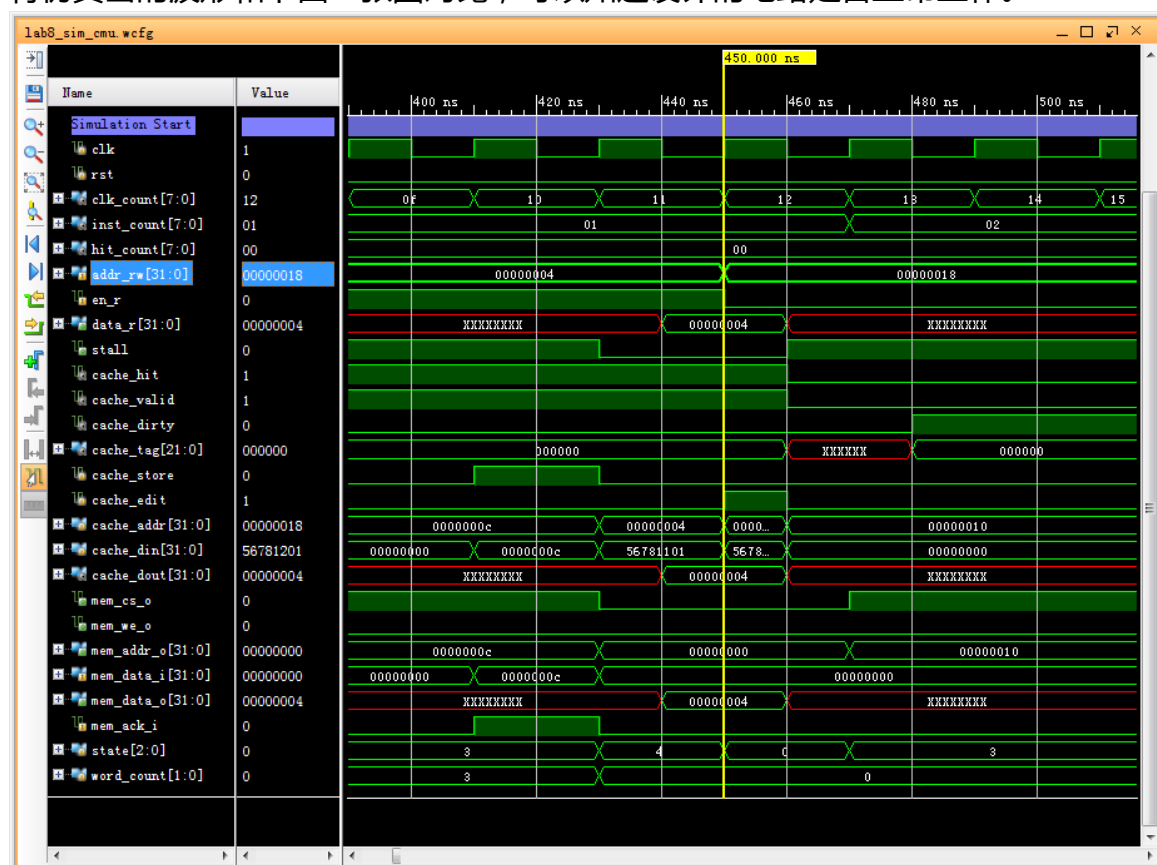 lab8_sim_cmu.wcfg
450.000 ns
Name Value
400 ns 420 ns 440 ns 460 ns 480 ns 500 ns
Simulation Start
clk 1
rst 0
clk_count[7:0] 12 0f 10 11 12 13 14 15
inst_count[7:0] 01 01 02
hit_count[7:0] 00 00
addr_rw[31:0] 00000018 00000004 00000018
en_r 0
data_r[31:0] 00000004 XXXXXXXX 00000004 XXXXXXXX
stall 0
cache_hit 1
cache_valid 1
cache_dirty 0
cache_tag[21:0] 000000 000000 XXXXXX 000000
cache_store 0
cache_edit 1
cache_addr[31:0] 00000018 0000000c 00000004 0000... 00000010
cache_din[31:0] 56781201 00000000 0000000c 56781101 5678... 00000000
cache_dout[31:0] 00000004 XXXXXXXX 00000004 XXXXXXXX
mem_cs_o 0
mem_we_o 0
mem_addr_o[31:0] 00000000 0000000c 00000000 00000010
mem_data_i[31:0] 00000000 00000000 0000000c 00000000
mem_data_o[31:0] 00000004 XXXXXXXX 00000004 XXXXXXXX
mem_ack_i 0
state[2:0] 0 3 4 0 3
word_count[1:0] 0 3 0